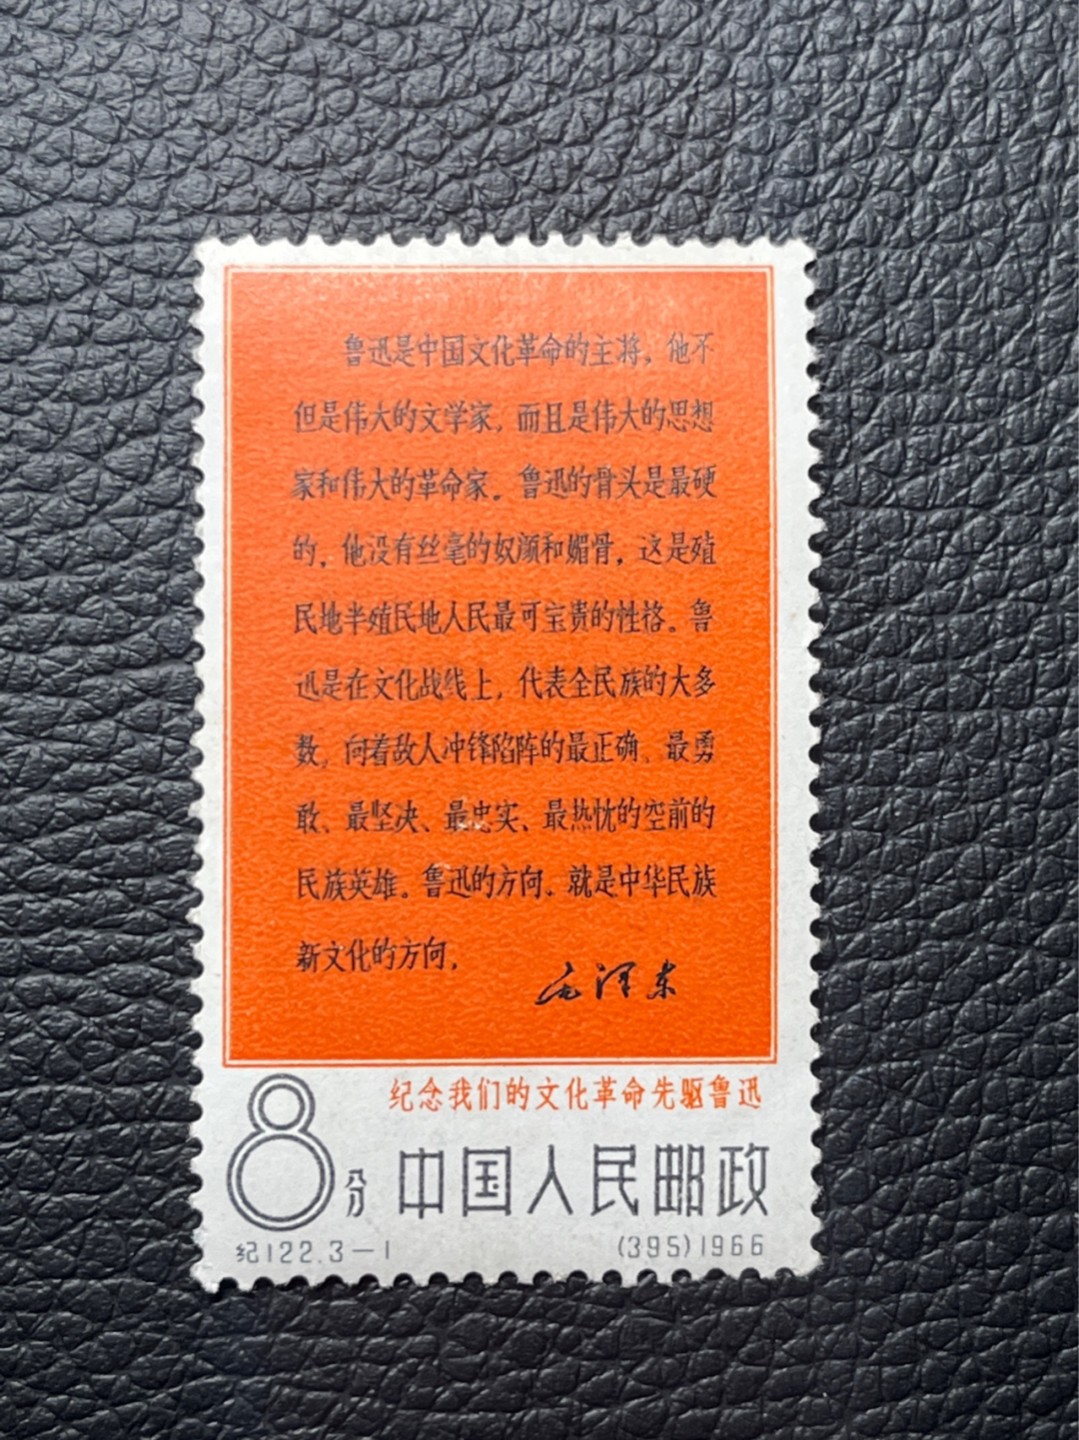 鲁迅是中国文化革命的主将，他不
但是伟大的文学家，而且是伟大的思想
家和伟大的革命家。鲁迅的骨头是最硬
的，他没有丝毫的奴颜和媚骨，这是殖
民地半殖民地人民最可宝贵的性格。鲁
迅是在文化战线上，代表全民族的大多
数，向着敌人冲锋陷阵的最正确、最勇
敢、最坚决、最忠实、最热忱的空前的
民族英雄。鲁迅的方向，就是中华民族
新文化的方向。
毛泽东
纪念我们的文化革命先驱鲁迅
8分 中国人民邮政
纪122.3-1 (395)1966